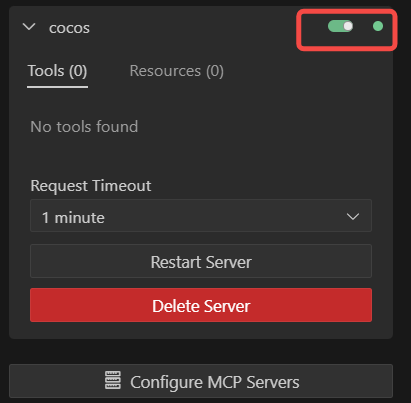 cocos
Tools (0) Resources (0)
No tools found
Request Timeout
1 minute
Restart Server
Delete Server
Configure MCP Servers